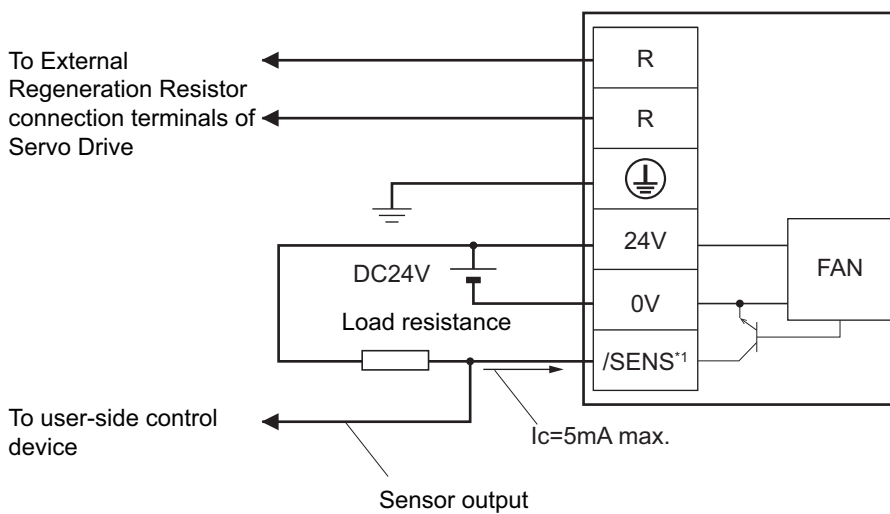 To External
Regeneration Resistor
connection terminals of
Servo Drive
R
R
24V
DC24V
FAN
0V
Load resistance
/SENS*1
Ic=5mA max.
To user-side control
device
Sensor output